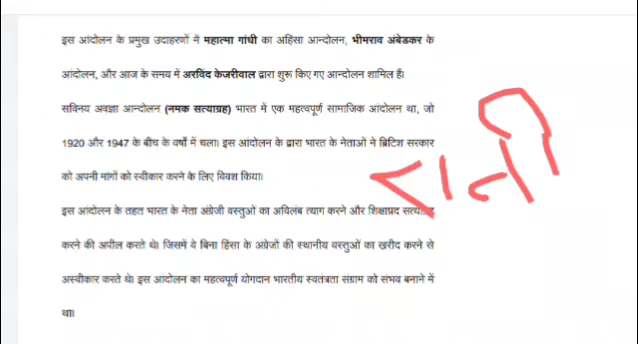 इस आंदोलन के प्रमुख उदाहरणों में महात्मा गांधी का अहिंसा आन्दोलन, भीमराव अंबेडकर के
आंदोलन, और आज के समय में अरविंद केजरीवाल द्वारा शुरू किए गए आन्दोलन शामिल हैं।
सविनय अवज्ञा आन्दोलन (नमक सत्याग्रह) भारत में एक महत्वपूर्ण सामाजिक आंदोलन था, जो
1920 और 1947 के बीच के वर्षों में चला। इस आंदोलन के द्वारा भारत के नेताओं ने ब्रिटिश सरकार
को अपनी मांगों को स्वीकार करने के लिए विवश किया।
इस आंदोलन के तहत भारत के नेता अंग्रेजी वस्तुओं का अविलंब त्याग करने और शिक्षाप्रद
करने की अपील करते थे। जिसमें वे बिना हिंसा के अंग्रेजों की स्थानीय वस्तुओं का खरीद करने से
अस्वीकार करते थे। इस आंदोलन का महत्वपूर्ण योगदान भारतीय स्वतंत्रता संग्राम को संभव बनाने में
था।